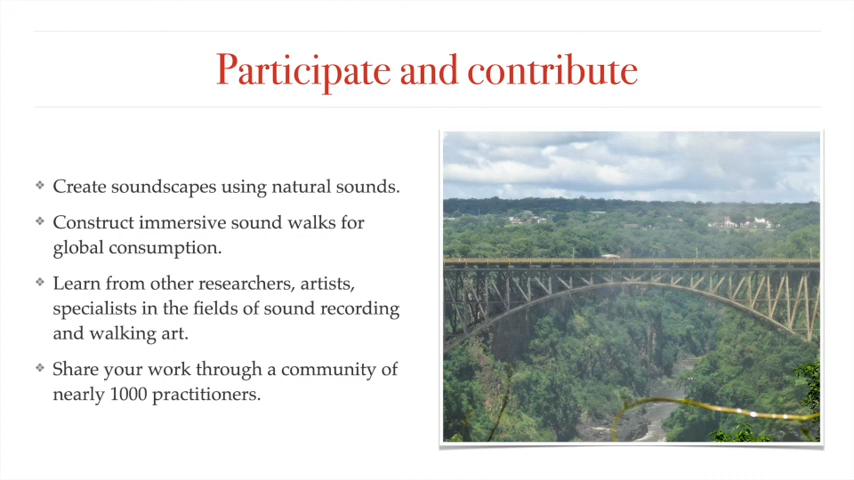 Participate and contribute
Create soundscapes using natural sounds.
Construct immersive sound walks for
global consumption.
Learn from other researchers, artists,
specialists in the fields of sound recording
and walking art.
Share your work through a community of
nearly 1000 practitioners.